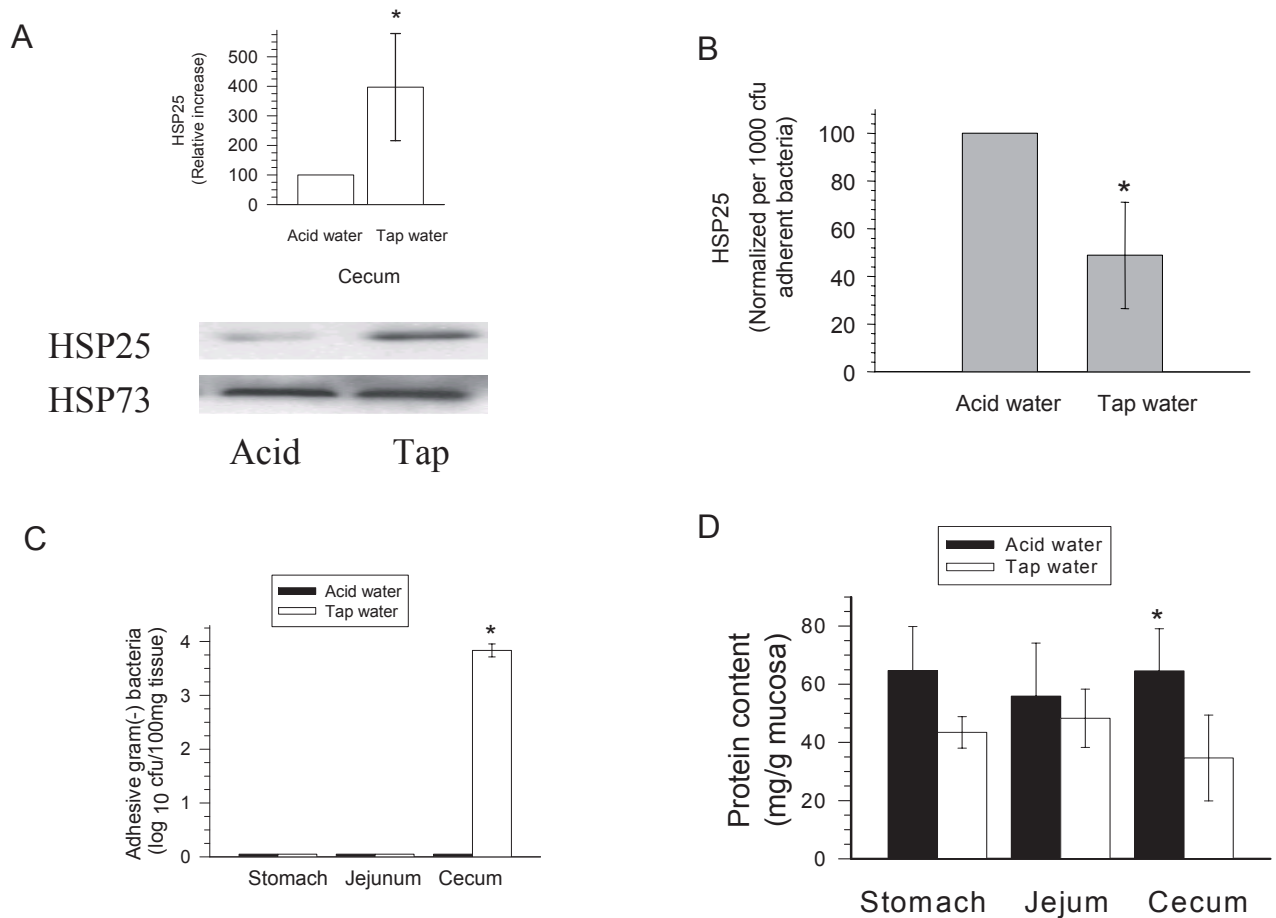 A
*
HSP25
(Relative increase)
500
400
300
200
100
0
Acid water Tap water
Cecum
HSP25
HSP73
Acid Tap
B
HSP25
(Normalized per 1000 cfu
adherent bacteria)
100
80
60
40
20
0
*
Acid water Tap water
C
Acid water
Tap water
Adhesive gram(-) bacteria
(log 10 cfu/100mg tissue)
4
3
2
1
0
*
Stomach Jejunum Cecum
D
Acid water
Tap water
Protein content
(mg/g mucosa)
80
60
40
20
0
*
Stomach Jejum Cecum